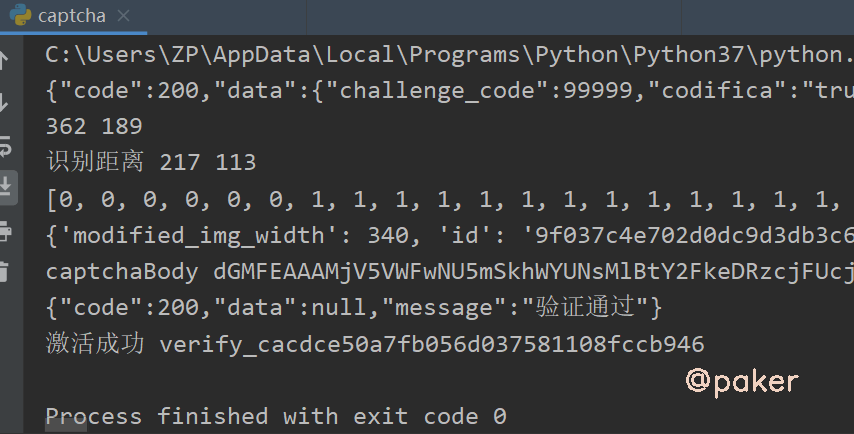 captcha
C:\Users\ZP\AppData\Local\Programs\Python\Python37\python.
{"code":200,"data":{"challenge_code":99999,"codifica":"tru
362 189
识别距离 217 113
[0, 0, 0, 0, 0, 0, 1, 1, 1, 1, 1, 1, 1, 1, 1, 1, 1, 1, 1,
{'modified_img_width': 340, 'id': '9f037c4e702d0dc9d3db3c6
captchaBody dGMFEAAAMjV5VWFwNU5mSkhWYUNsMlBtY2FkeDRzcjFUcj
{"code":200,"data":null,"message":"验证通过"}
激活成功 verify_cacdce50a7fb056d037581108fccb946
@paker
Process finished with exit code 0